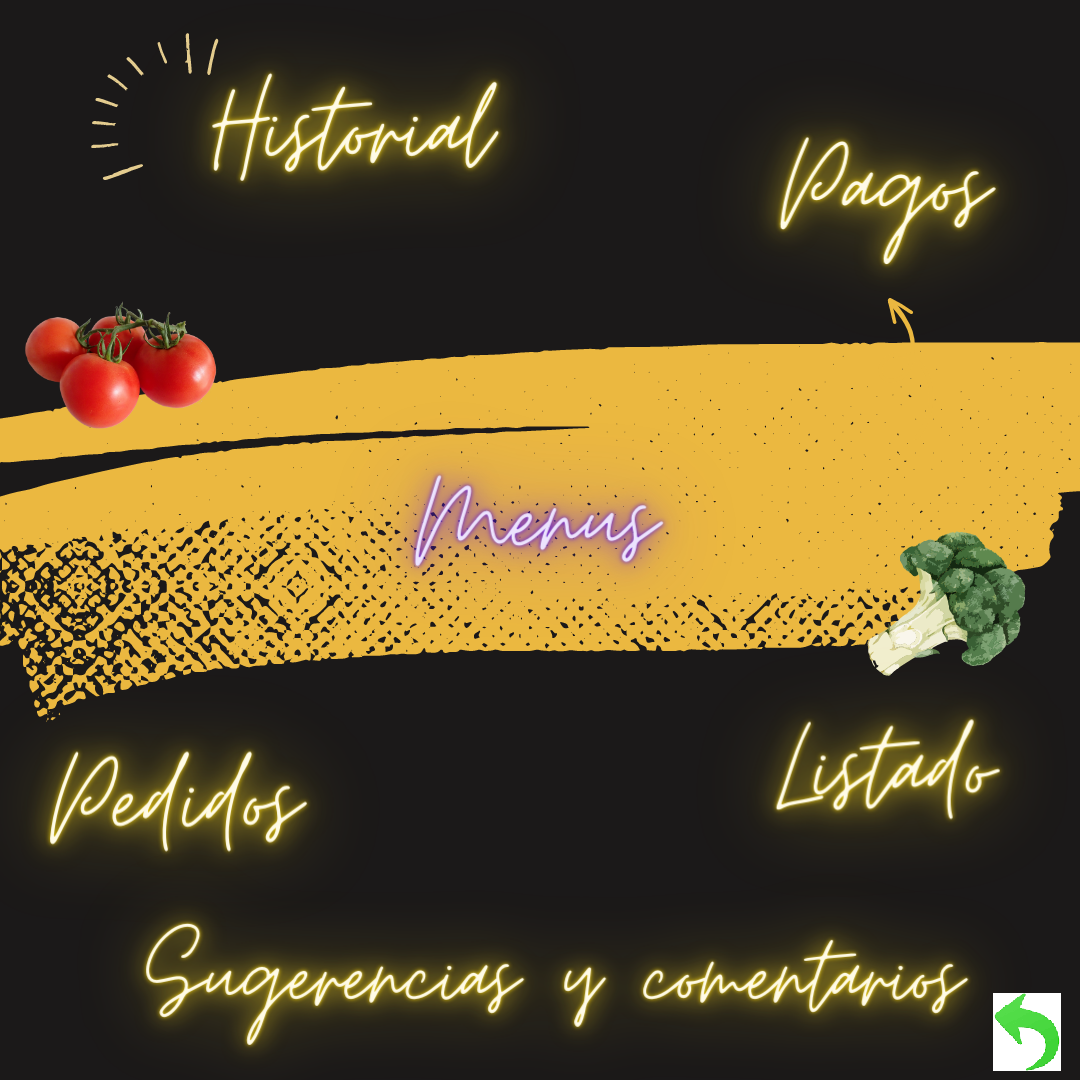 Historial
Pagos
Menus
Pedidos
Listado
Sugerencias y comentarios